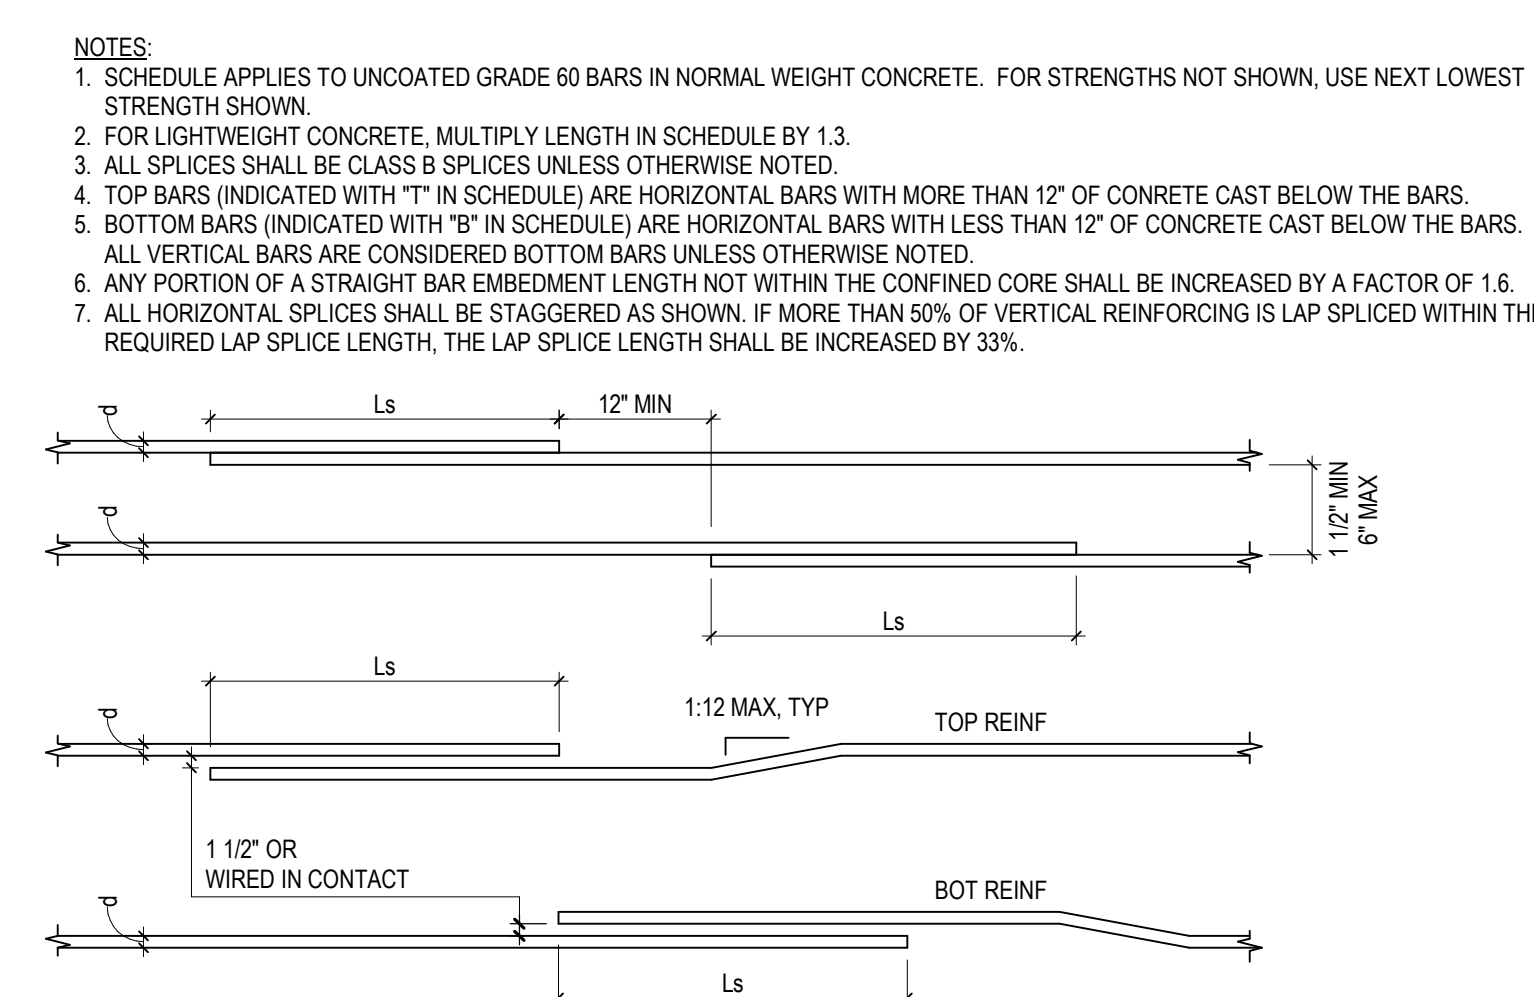 NOTES:
1. SCHEDULE APPLIES TO UNCOATED GRADE 60 BARS IN NORMAL WEIGHT CONCRETE. FOR STRENGTHS NOT SHOWN, USE NEXT LOWEST
STRENGTH SHOWN.
2. FOR LIGHTWEIGHT CONCRETE, MULTIPLY LENGTH IN SCHEDULE BY 1.3.
3. ALL SPLICES SHALL BE CLASS B SPLICES UNLESS OTHERWISE NOTED.
4. TOP BARS (INDICATED WITH "T" IN SCHEDULE) ARE HORIZONTAL BARS WITH MORE THAN 12" OF CONRETE CAST BELOW THE BARS.
5. BOTTOM BARS (INDICATED WITH "B" IN SCHEDULE) ARE HORIZONTAL BARS WITH LESS THAN 12" OF CONCRETE CAST BELOW THE BARS.
ALL VERTICAL BARS ARE CONSIDERED BOTTOM BARS UNLESS OTHERWISE NOTED.
6. ANY PORTION OF A STRAIGHT BAR EMBEDMENT LENGTH NOT WITHIN THE CONFINED CORE SHALL BE INCREASED BY A FACTOR OF 1.6.
7. ALL HORIZONTAL SPLICES SHALL BE STAGGERED AS SHOWN. IF MORE THAN 50% OF VERTICAL REINFORCING IS LAP SPLICED WITHIN
REQUIRED LAP SPLICE LENGTH, THE LAP SPLICE LENGTH SHALL BE INCREASED BY 33%.
d
Ls
12" MIN
d
1 1/2" MIN
6" MAX
Ls
Ls
d
1:12 MAX, TYP
TOP REINF
1 1/2" OR
WIRED IN CONTACT
d
BOT REINF
Ls